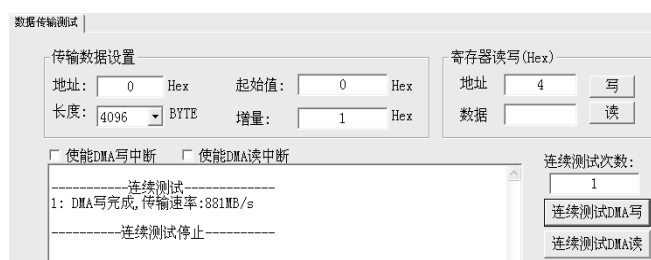 数据传输测试
传输数据设置
地址: 0 Hex 起始值: 0 Hex
长度: 4096 BYTE 增量: 1 Hex
寄存器读写(Hex)
地址 4 写
数据 读
使能DMA写中断 使能DMA读中断
----------连续测试-------------
1: DMA写完成,传输速率:881MB/s
----------连续测试停止----------
连续测试次数:
1
连续测试DMA写
连续测试DMA读